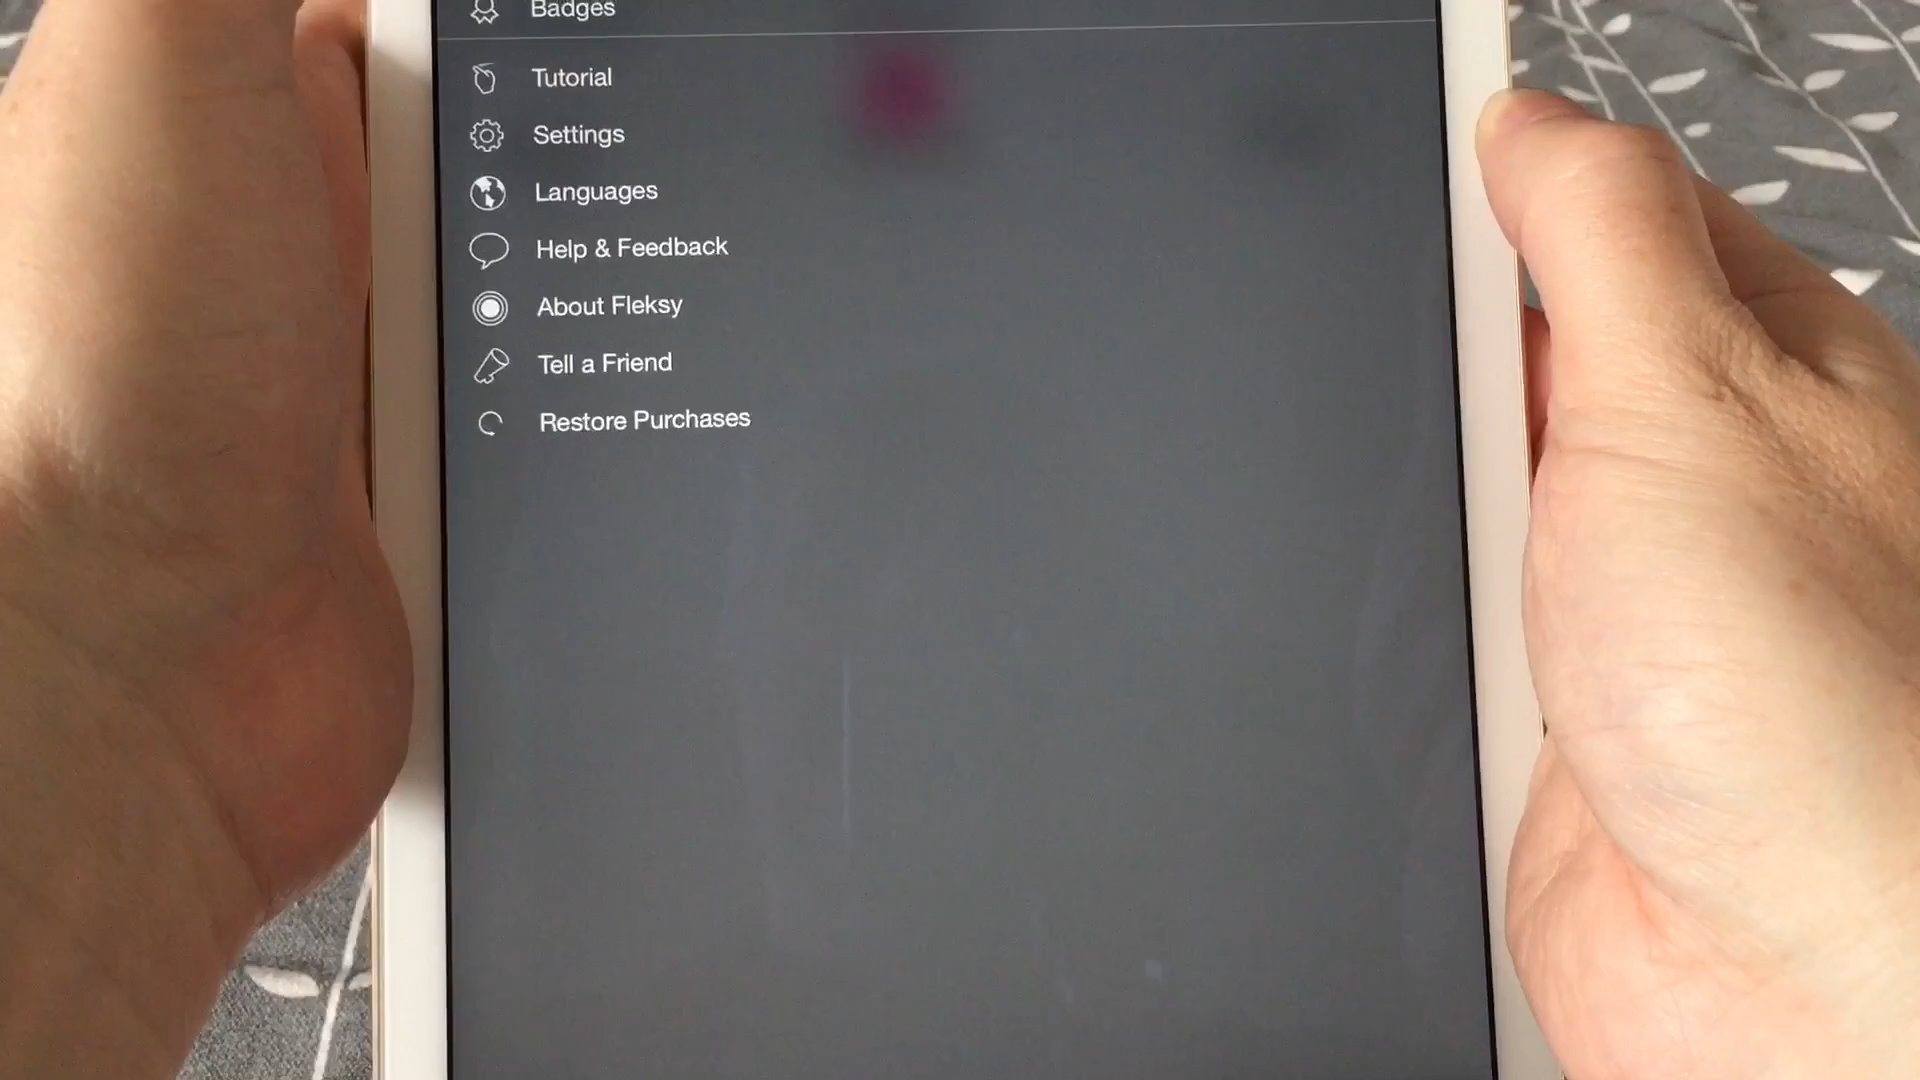 Badges
Tutorial
Settings
Languages
Help & Feedback
About Fleksy
Tell a Friend
Restore Purchases